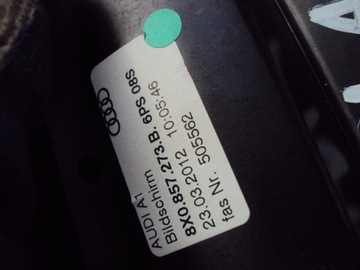 AUDI A1
Bildschirm
8X0.857.273.B. 6PS 08S
23.03.2012 10:05:46
fas Nr. 505562